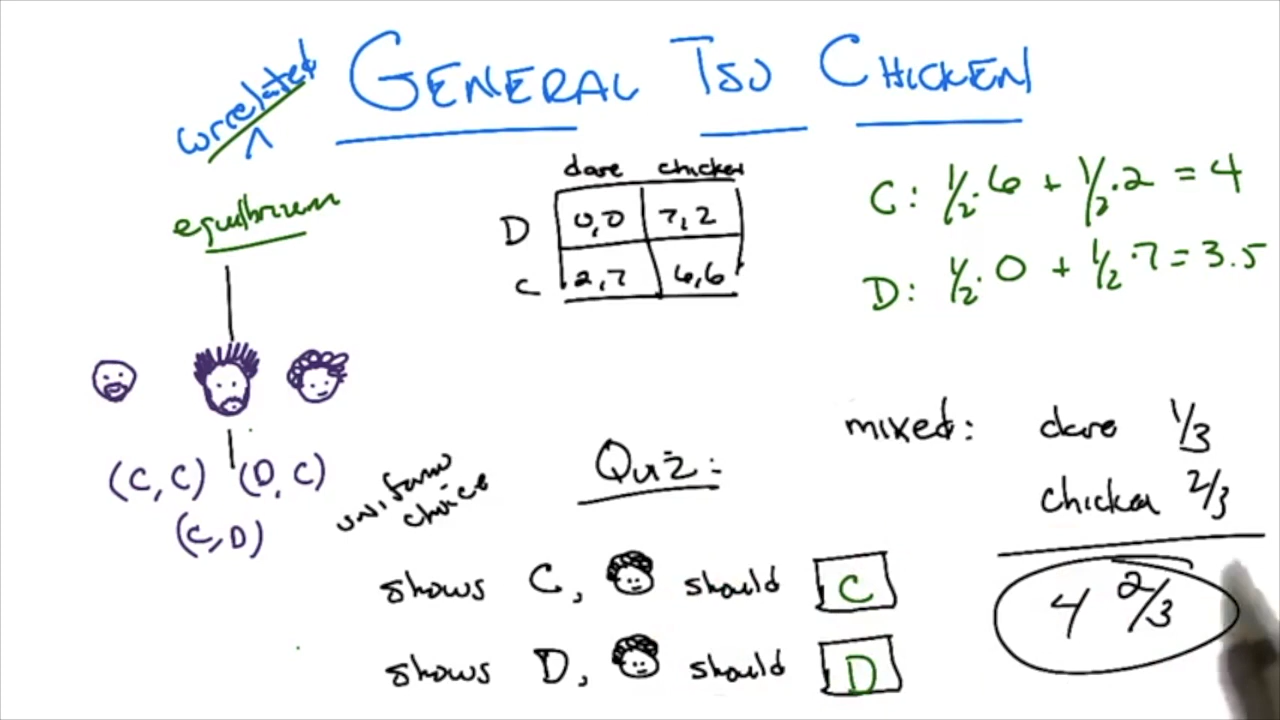 correlated
^
GENERAL TSO CHICKEN
equilibrium
dare chicken
D 0,0 7,2
C 2,7 6,6
C: 1/2·6 + 1/2·2 = 4
D: 1/2·0 + 1/2·7 = 3.5
(C,C) (D,C)
(C,D)
uniform
choice
Quiz:
shows C, should C
shows D, should D
mixed: dare 1/3
chicken 2/3
4 2/3